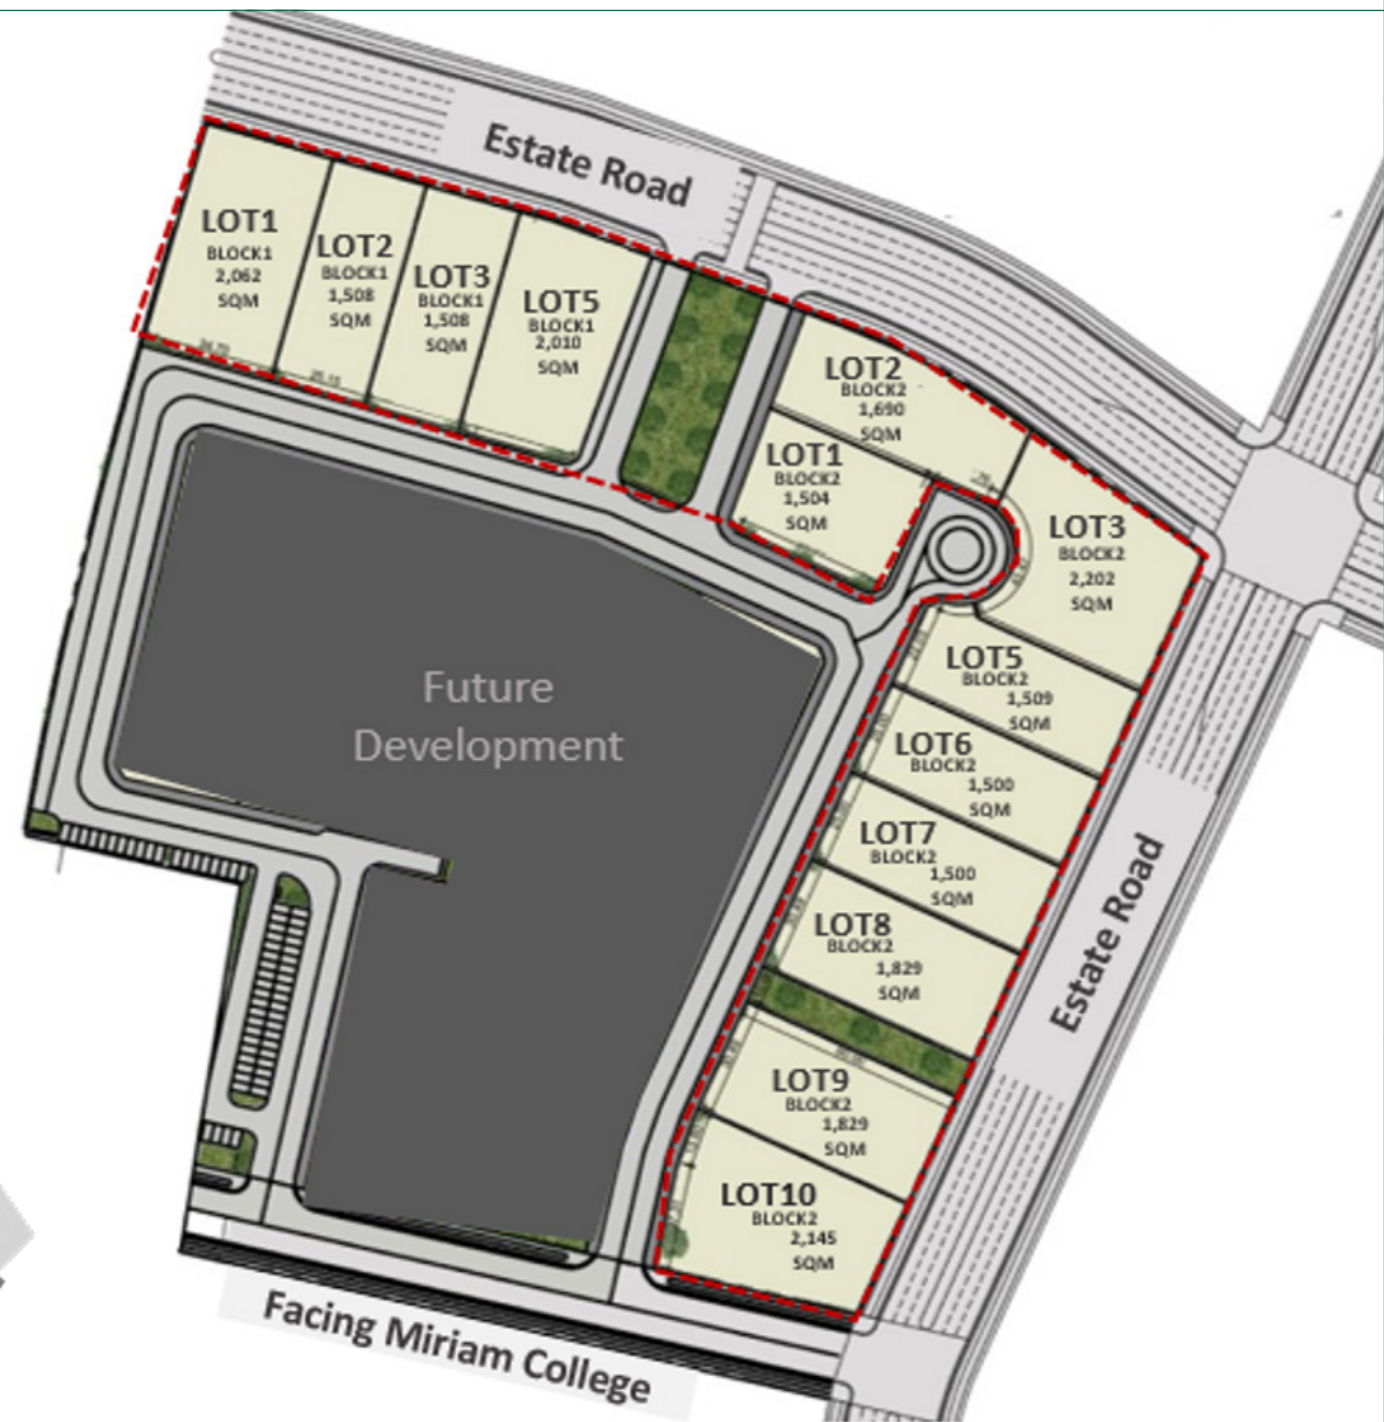 Estate Road
LOT1
BLOCK1
2,062
SQM
LOT2
BLOCK1
1,508
SQM
LOT3
BLOCK1
1,508
SQM
LOT5
BLOCK1
2,010
SQM
LOT2
BLOCK2
1,690
SQM
LOT1
BLOCK2
1,504
SQM
LOT3
BLOCK2
2,202
SQM
LOT5
BLOCK2
1,509
SQM
LOT6
BLOCK2
1,500
SQM
LOT7
BLOCK2
1,500
SQM
LOT8
BLOCK2
1,829
SQM
LOT9
BLOCK2
1,829
SQM
LOT10
BLOCK2
2,145
SQM
Future
Development
Estate Road
Facing Miriam College